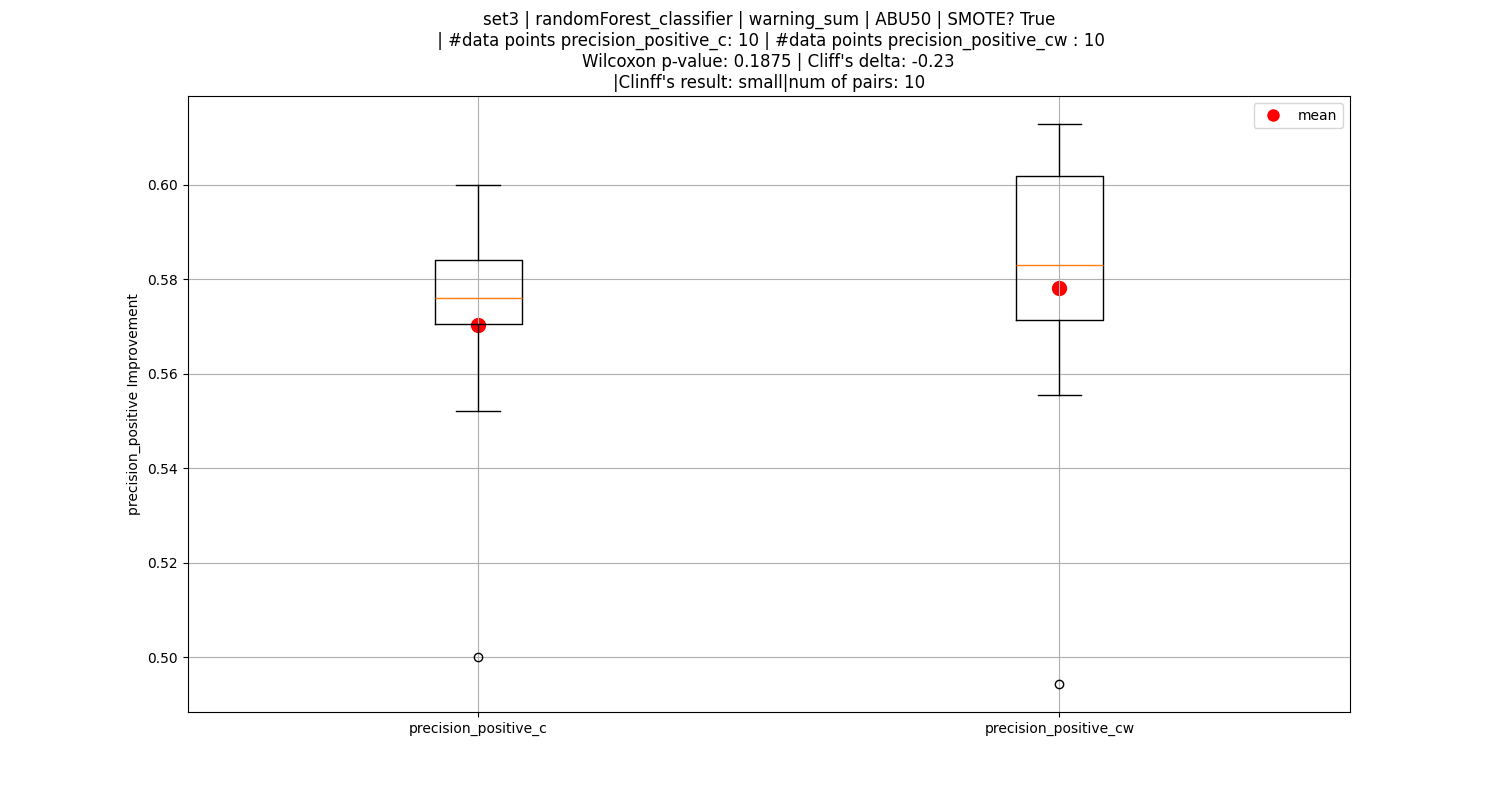 set3 | randomForest_classifier | warning_sum | ABU50 | SMOTE? True
| #data points precision_positive_c: 10 | #data points precision_positive_cw : 10
Wilcoxon p-value: 0.1875 | Cliff's delta: -0.23
|Clinff's result: small|num of pairs: 10
mean
0.60
0.58
0.56
0.54
0.52
0.50
precision_positive Improvement
precision_positive_c
precision_positive_cw